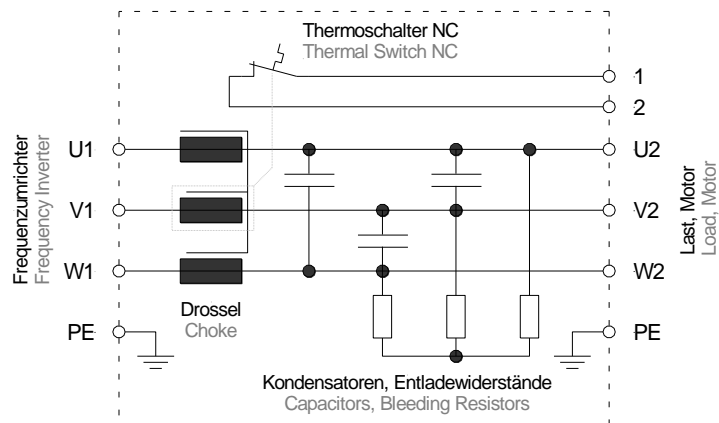 Thermoschalter NC
Thermal Switch NC
1
2
Frequenzumrichter
Frequency Inverter
U1
U2
V1
V2
W1
W2
Last, Motor
Load, Motor
Drossel
Choke
PE
PE
Kondensatoren, Entladewiderstände
Capacitors, Bleeding Resistors